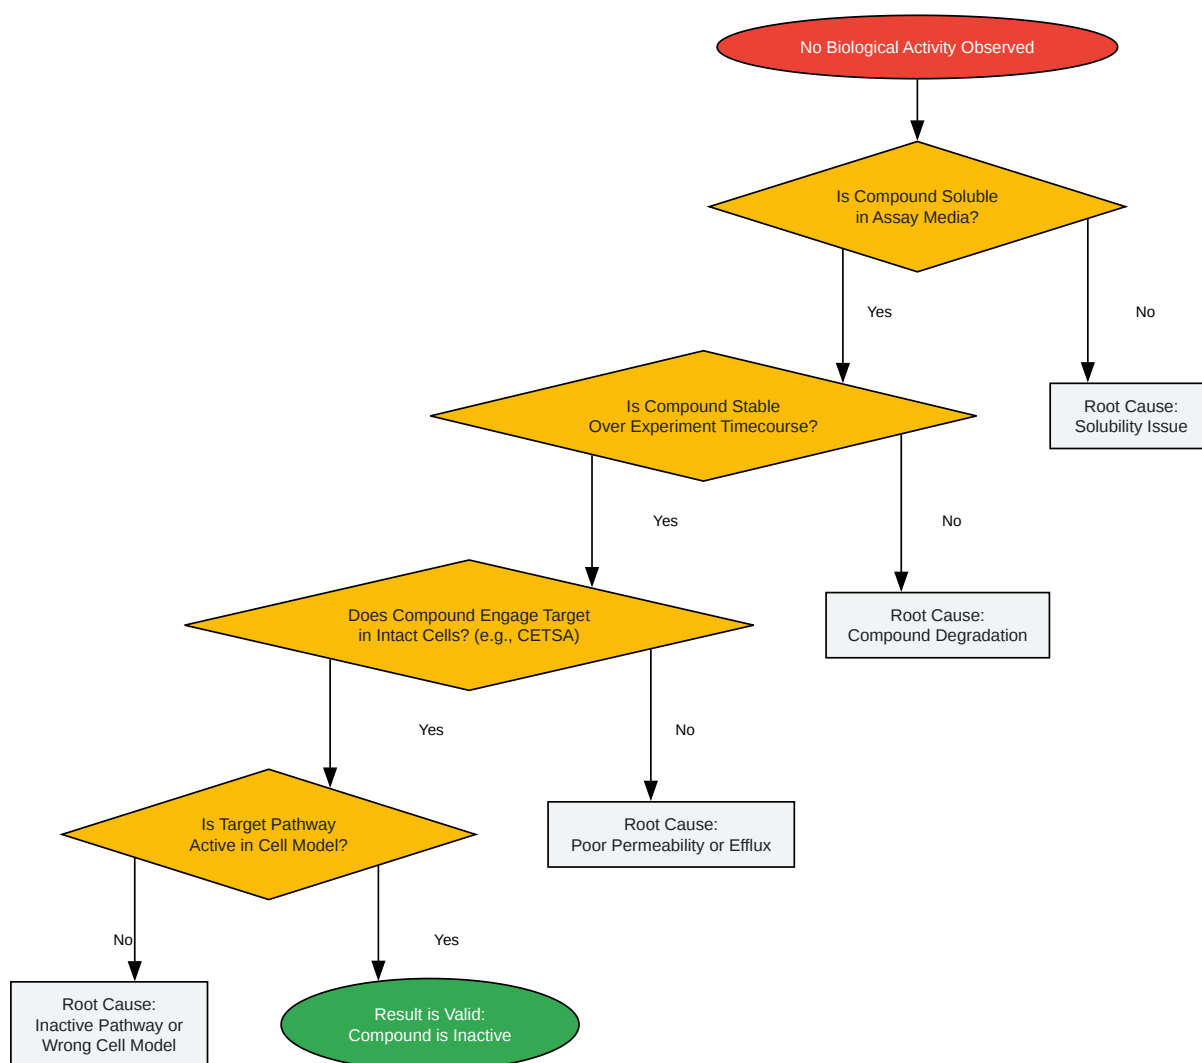 No Biological Activity Observed
Is Compound Soluble
in Assay Media?
Yes
No
Is Compound Stable
Over Experiment Timecourse?
Root Cause:
Solubility Issue
Yes
No
Does Compound Engage Target
in Intact Cells? (e.g., CETSA)
Root Cause:
Compound Degradation
Yes
No
Is Target Pathway
Active in Cell Model?
Root Cause:
Poor Permeability or Efflux
No
Yes
Root Cause:
Inactive Pathway or
Wrong Cell Model
Result is Valid:
Compound is Inactive